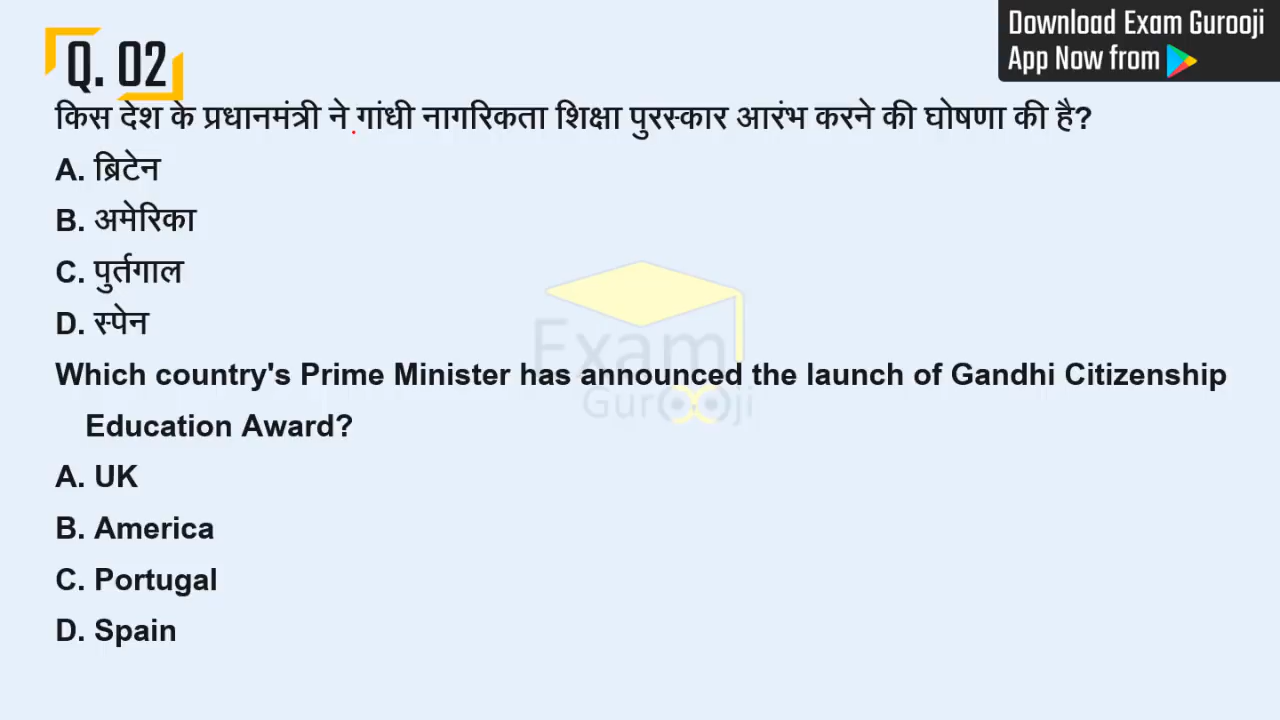 Download Exam Gurooji
App Now from
Q. 02
किस देश के प्रधानमंत्री ने गांधी नागरिकता शिक्षा पुरस्कार आरंभ करने की घोषणा की है?
A. ब्रिटेन
B. अमेरिका
C. पुर्तगाल
D. स्पेन
Exam
Gurooji
Which country's Prime Minister has announced the launch of Gandhi Citizenship
Education Award?
A. UK
B. America
C. Portugal
D. Spain